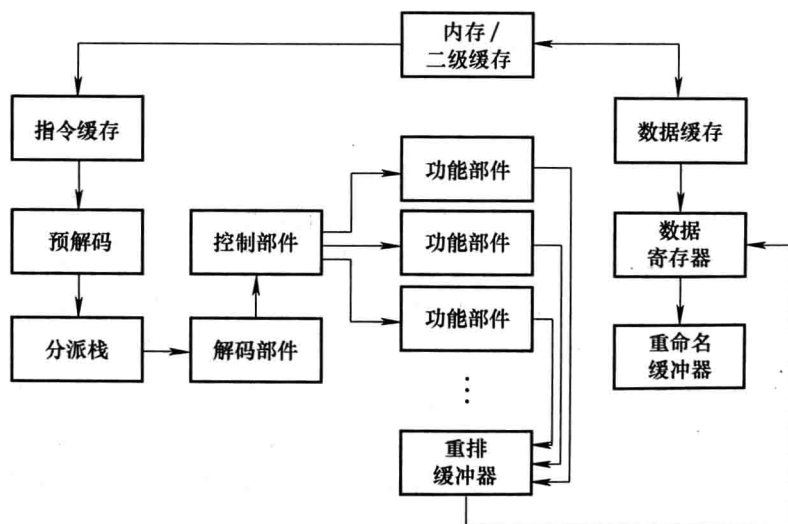 内存/
二级缓存
指令缓存
数据缓存
功能部件
预解码
控制部件
功能部件
数据
寄存器
功能部件
分派栈
解码部件
重命名
缓冲器
⋮
重排
缓冲器